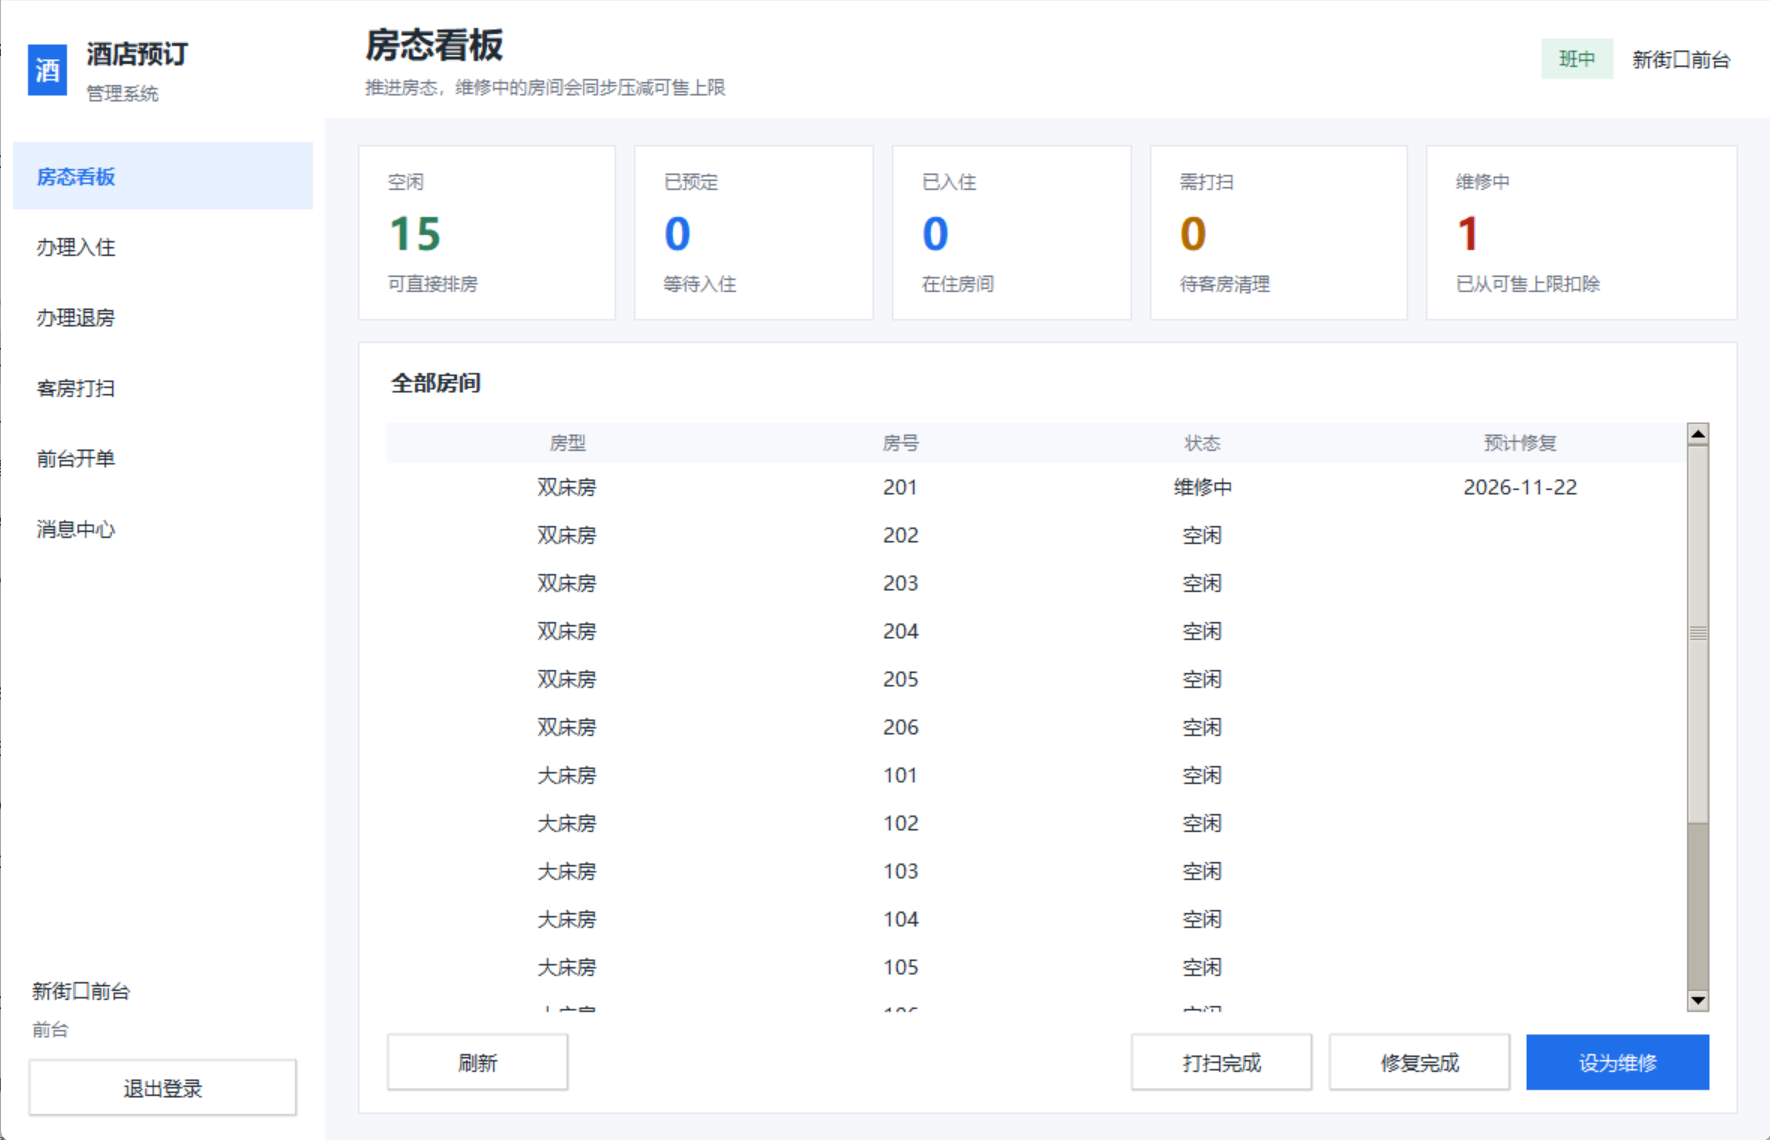 酒
酒店预订
管理系统
房态看板
推进房态，维修中的房间会同步压减可售上限
班中 新街口前台
房态看板
办理入住
办理退房
客房打扫
前台开单
消息中心
新街口前台
前台
退出登录
空闲
15
可直接排房
已预定
0
等待入住
已入住
0
在住房间
需打扫
0
待客房清理
维修中
1
已从可售上限扣除
全部房间
房型 房号 状态 预计修复
双床房 201 维修中 2026-11-22
双床房 202 空闲
双床房 203 空闲
双床房 204 空闲
双床房 205 空闲
双床房 206 空闲
大床房 101 空闲
大床房 102 空闲
大床房 103 空闲
大床房 104 空闲
大床房 105 空闲
刷新 打扫完成 修复完成 设为维修